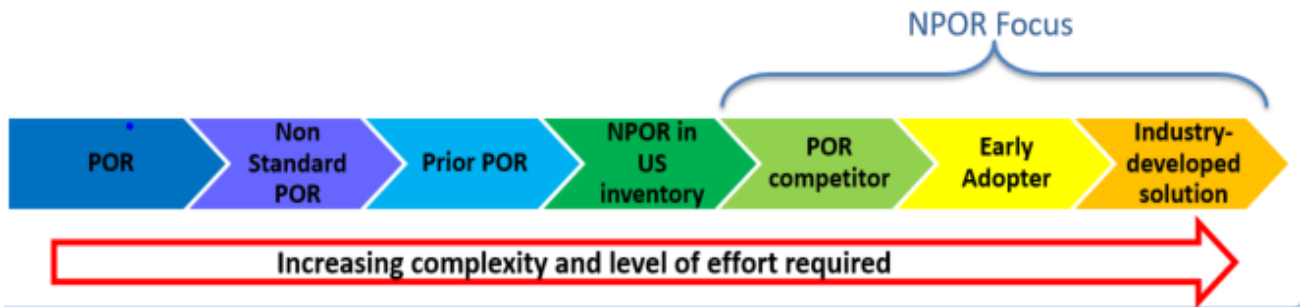 NPOR Focus
POR
Non
Standard
POR
Prior POR
NPOR in
US
inventory
POR
competitor
Early
Adopter
Industry-
developed
solution
Increasing complexity and level of effort required